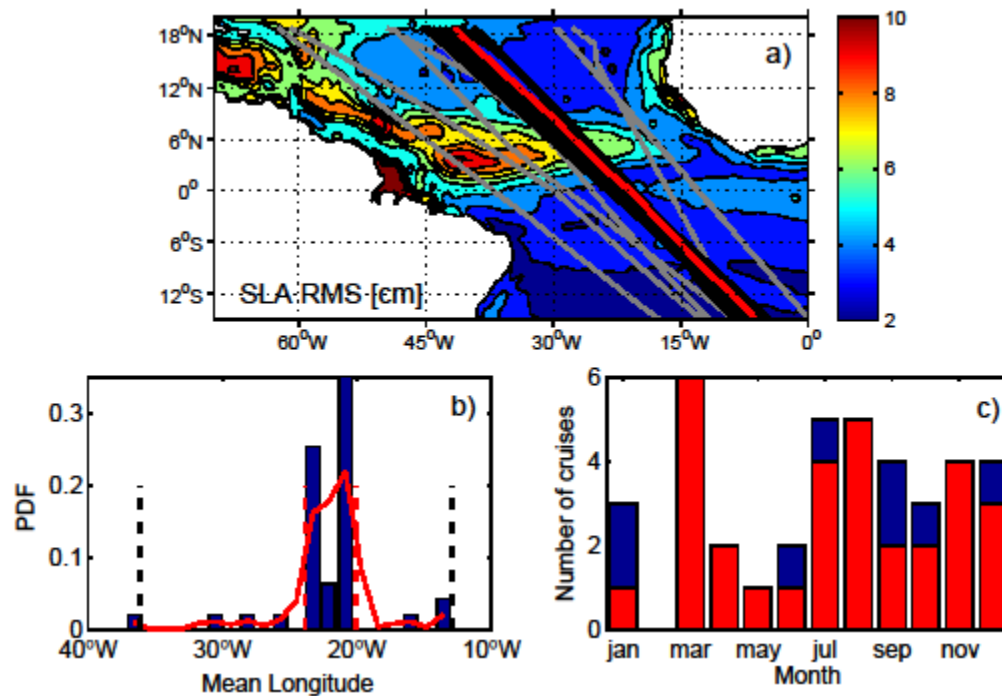 18°N
12°N
6°N
0°
6°S
12°S
a)
SLA RMS [cm]
60°W
45°W
30°W
15°W
0°
10
8
6
4
2
b)
0.3
0.2
0.1
0
PDF
40°W
30°W
20°W
10°W
Mean Longitude
c)
6
4
2
0
Number of cruises
jan
mar
may
jul
sep
nov
Month